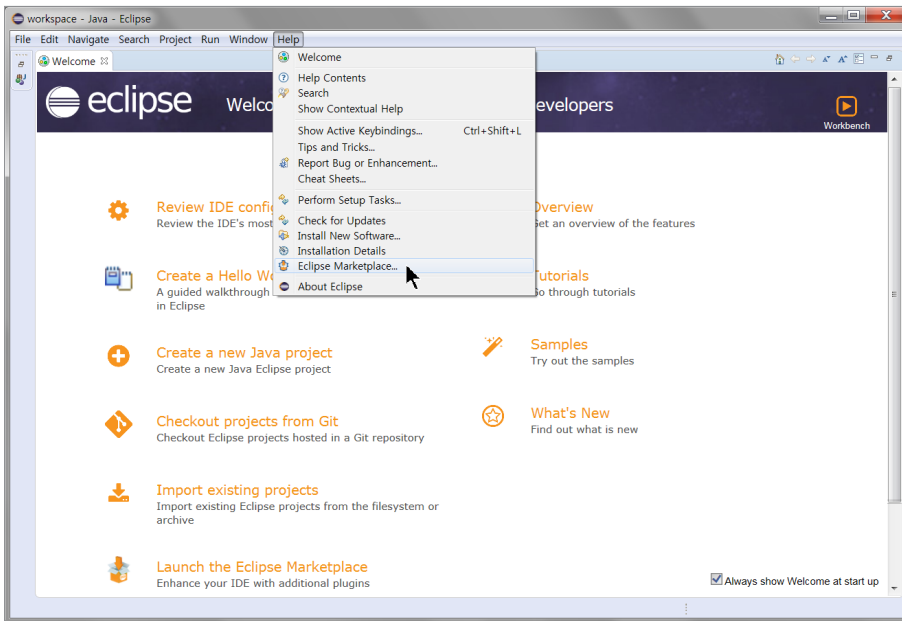 workspace - Java - Eclipse
File Edit Navigate Search Project Run Window Help
Welcome
eclipse Welco evelopers
Workbench
Welcome
Help Contents
Search
Show Contextual Help
Show Active Keybindings... Ctrl+Shift+L
Tips and Tricks...
Report Bug or Enhancement...
Cheat Sheets...
Perform Setup Tasks...
Check for Updates
Install New Software...
Installation Details
Eclipse Marketplace...
About Eclipse
Review IDE config
Review the IDE's most
Create a Hello Wo
A guided walkthrough
in Eclipse
Create a new Java project
Create a new Java Eclipse project
Checkout projects from Git
Checkout Eclipse projects hosted in a Git repository
Import existing projects
Import existing Eclipse projects from the filesystem or
archive
Launch the Eclipse Marketplace
Enhance your IDE with additional plugins
Overview
Get an overview of the features
Tutorials
Go through tutorials
Samples
Try out the samples
What's New
Find out what is new
Always show Welcome at start up